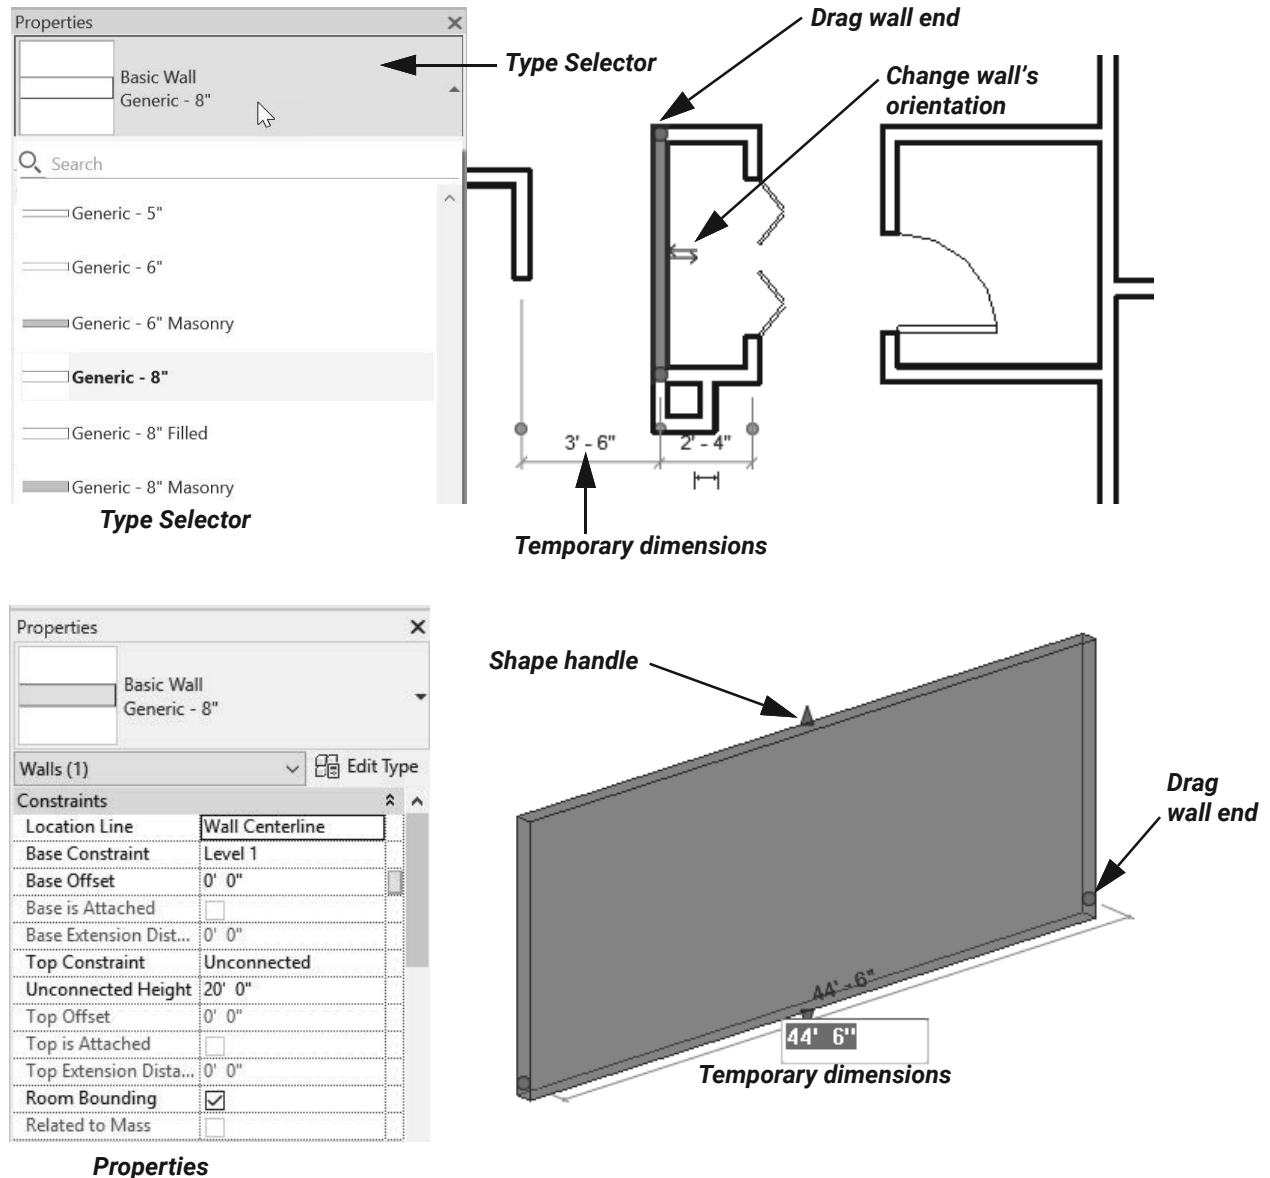 Properties
Basic Wall
Generic - 8"
Search
Generic - 5"
Generic - 6"
Generic - 6" Masonry
Generic - 8"
Generic - 8" Filled
Generic - 8" Masonry
Type Selector
Type Selector
Drag wall end
Change wall's
orientation
3' - 6"
2' - 4"
Temporary dimensions
Properties
Basic Wall
Generic - 8"
Walls (1)
Edit Type
Constraints
Location Line Wall Centerline
Base Constraint Level 1
Base Offset 0' 0"
Base is Attached
Base Extension Dist... 0' 0"
Top Constraint Unconnected
Unconnected Height 20' 0"
Top Offset 0' 0"
Top is Attached
Top Extension Dista... 0' 0"
Room Bounding
Related to Mass
Properties
Shape handle
Drag
wall end
44' - 6"
44' 6"
Temporary dimensions